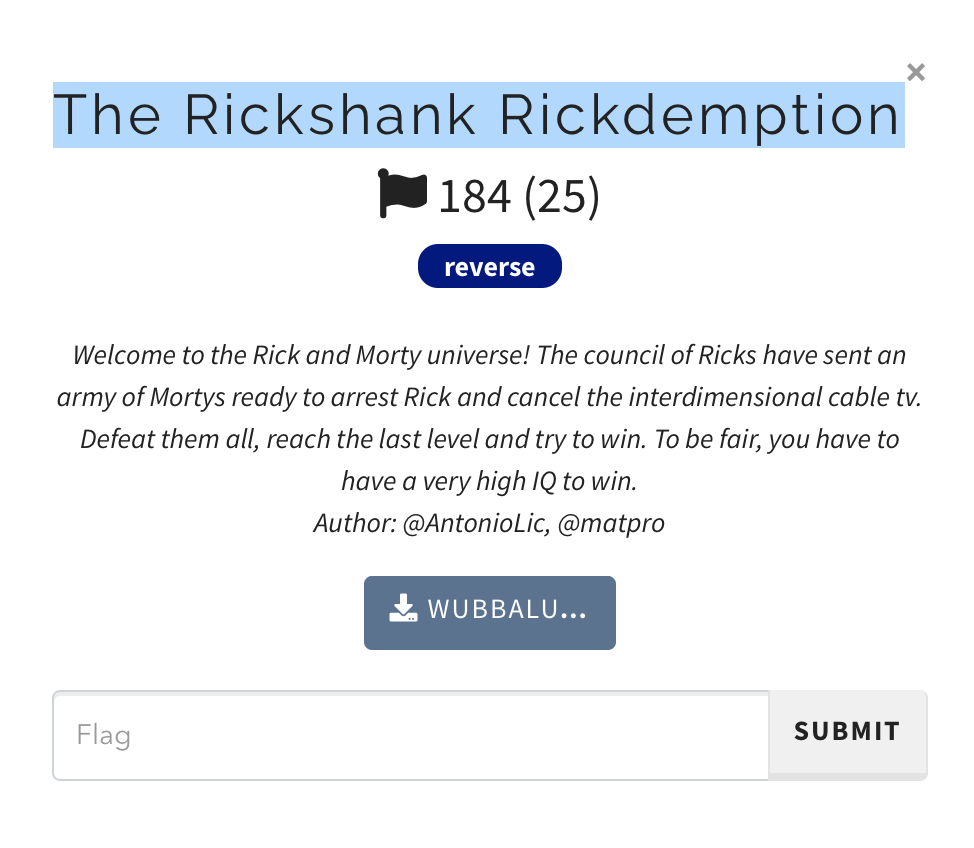 ×
The Rickshank Rickdemption
184 (25)
reverse
Welcome to the Rick and Morty universe! The council of Ricks have sent an
army of Mortys ready to arrest Rick and cancel the interdimensional cable tv.
Defeat them all, reach the last level and try to win. To be fair, you have to
have a very high IQ to win.
Author: @AntonioLic, @matpro
WUBBALU...
Flag
SUBMIT